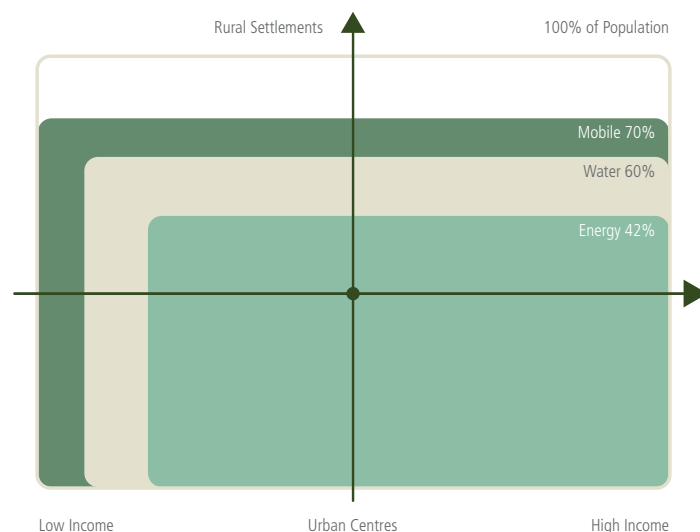 Rural Settlements
100% of Population
Mobile 70%
Water 60%
Energy 42%
Low Income
Urban Centres
High Income